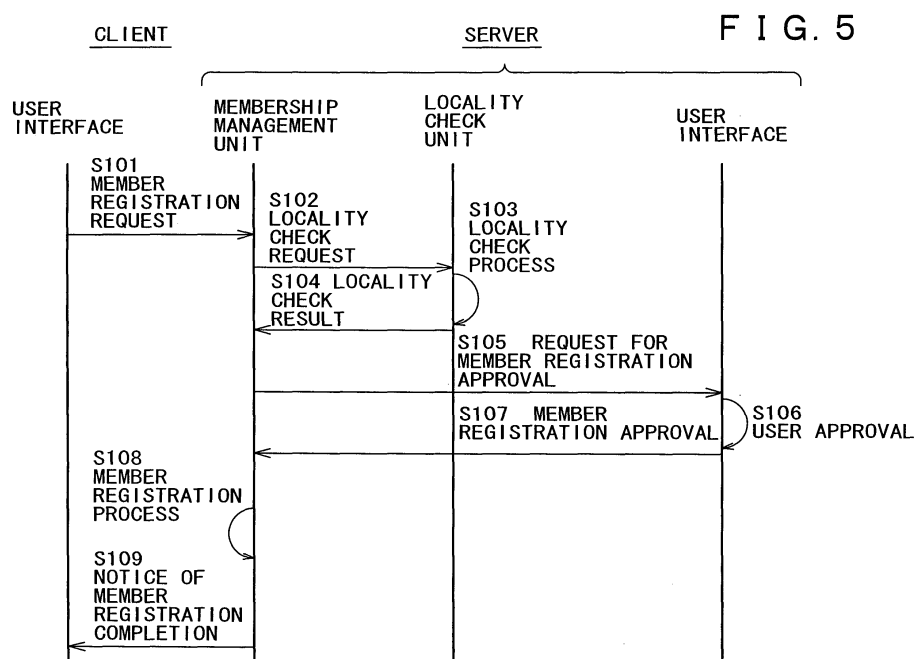 CLIENT
SERVER
FIG. 5
USER
INTERFACE
MEMBERSHIP
MANAGEMENT
UNIT
LOCALITY
CHECK
UNIT
USER
INTERFACE
S101
MEMBER
REGISTRATION
REQUEST
S102
LOCALITY
CHECK
REQUEST
S103
LOCALITY
CHECK
PROCESS
S104 LOCALITY
CHECK
RESULT
S105 REQUEST FOR
MEMBER REGISTRATION
APPROVAL
S106
USER APPROVAL
S107 MEMBER
REGISTRATION APPROVAL
S108
MEMBER
REGISTRATION
PROCESS
S109
NOTICE OF
MEMBER
REGISTRATION
COMPLETION